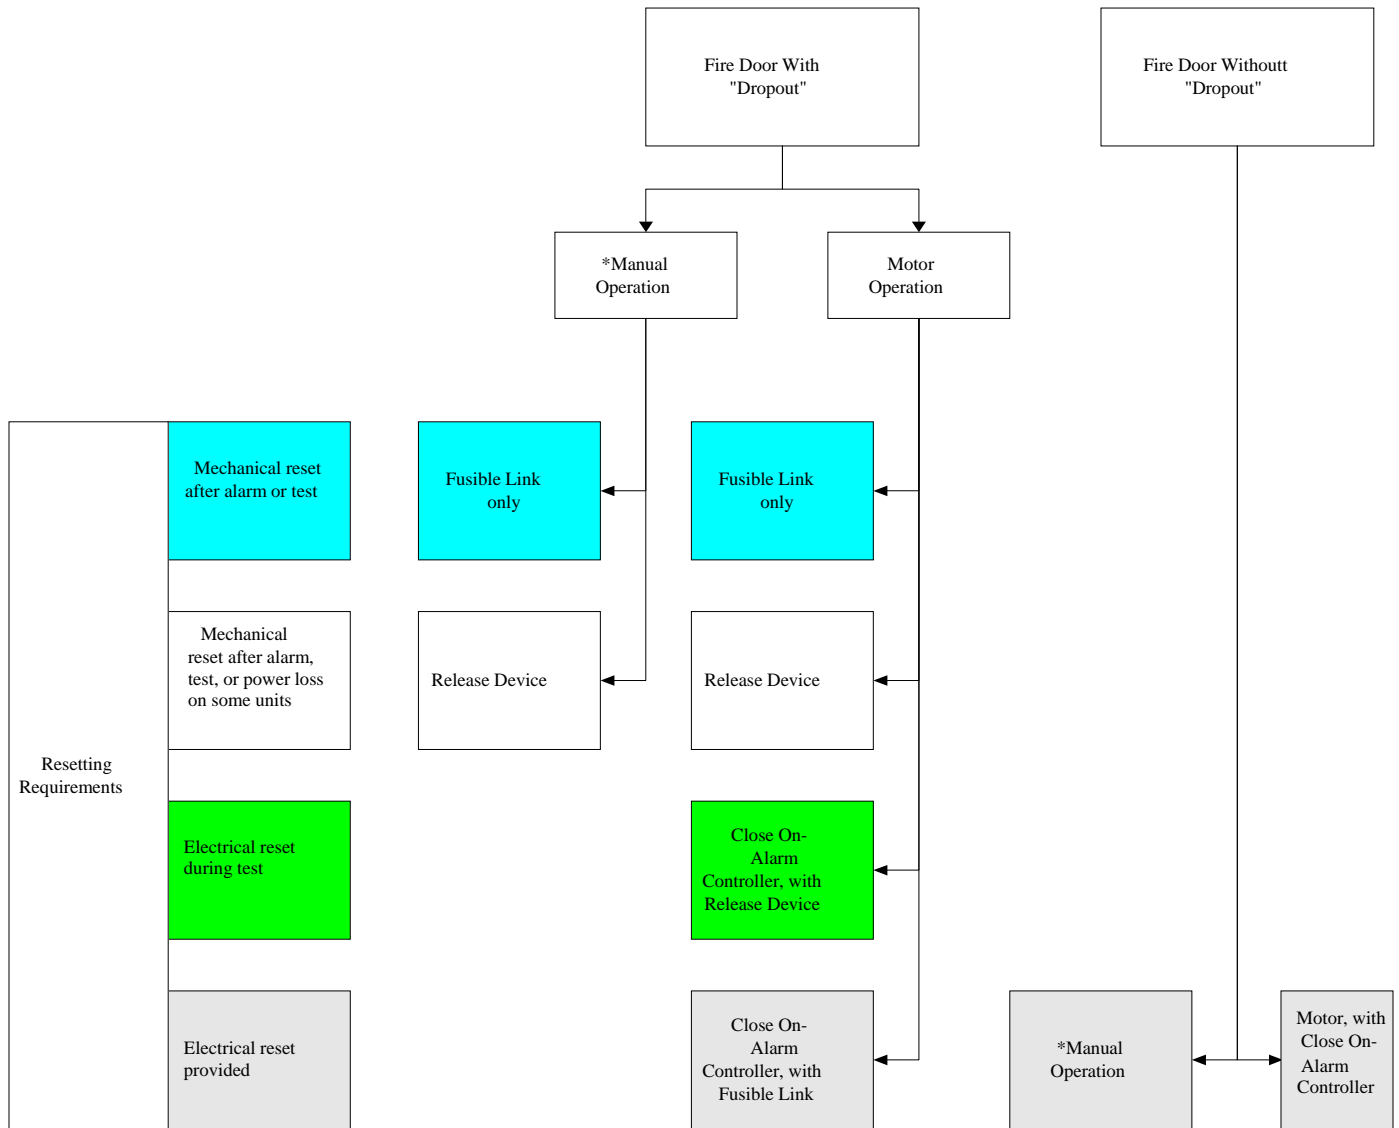 Fire Door With
"Dropout"
Fire Door Withoutt
"Dropout"
*Manual
Operation
Motor
Operation
Resetting
Requirements
Mechanical reset
after alarm or test
Fusible Link
only
Fusible Link
only
Mechanical
reset after alarm,
test, or power loss
on some units
Release Device
Release Device
Electrical reset
during test
Close On-
Alarm
Controller, with
Release Device
Electrical reset
provided
Close On-
Alarm
Controller, with
Fusible Link
*Manual
Operation
Motor, with
Close On-
Alarm
Controller